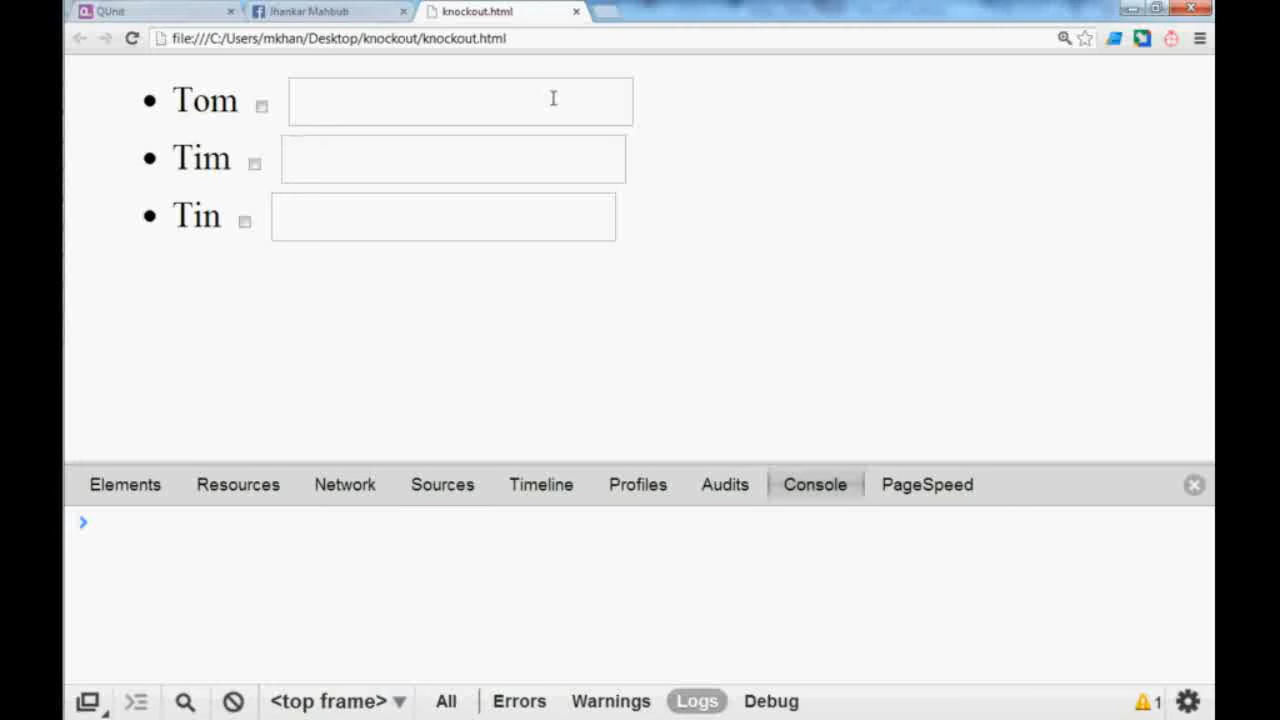 QUnit
Jhankar Mahbub
knockout.html
file:///C:/Users/mkhan/Desktop/knockout/knockout.html
Tom
Tim
Tin
Elements Resources Network Sources Timeline Profiles Audits Console PageSpeed
<top frame> All Errors Warnings Logs Debug 1